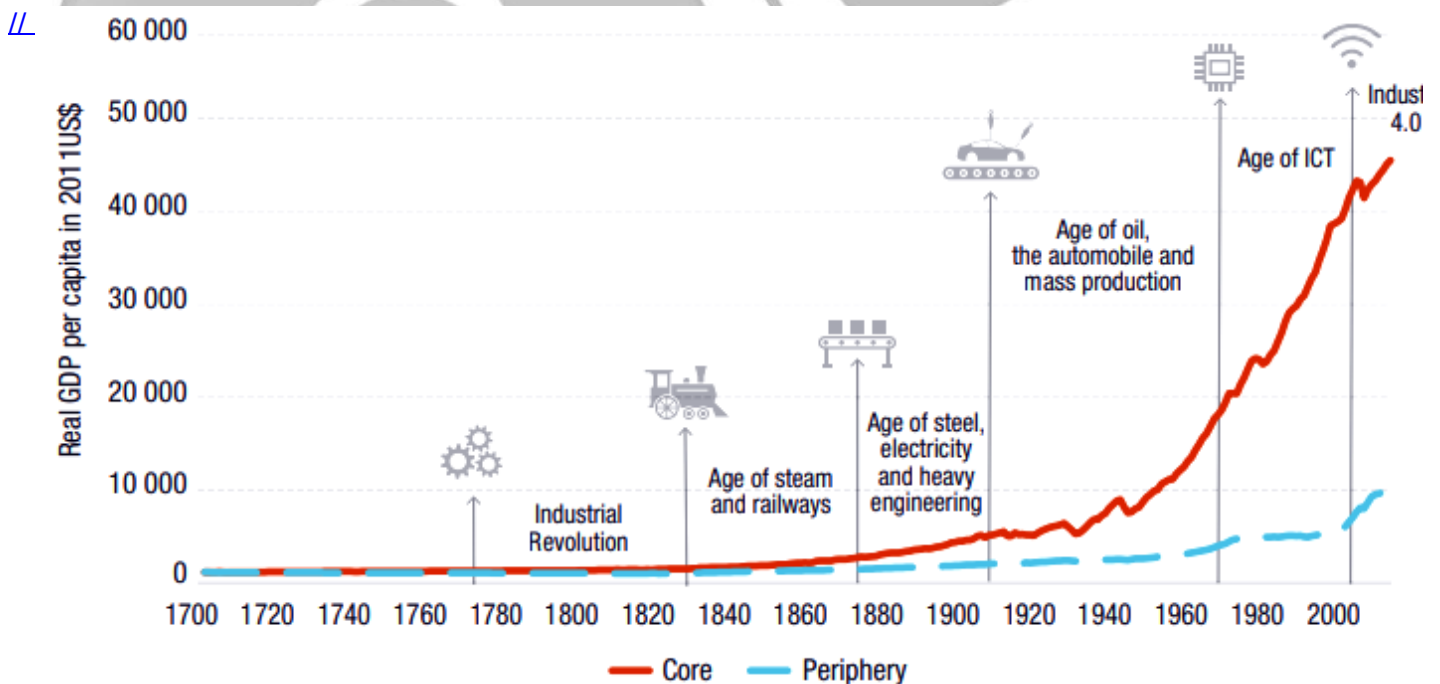 //
60 000
50 000
40 000
30 000
20 000
10 000
0
Real GDP per capita in 2011US$
Indust
4.0
Age of ICT
Age of oil,
the automobile and
mass production
Age of steel,
electricity
and heavy
engineering
Age of steam
and railways
Industrial
Revolution
1700 1720 1740 1760 1780 1800 1820 1840 1860 1880 1900 1920 1940 1960 1980 2000
Core Periphery